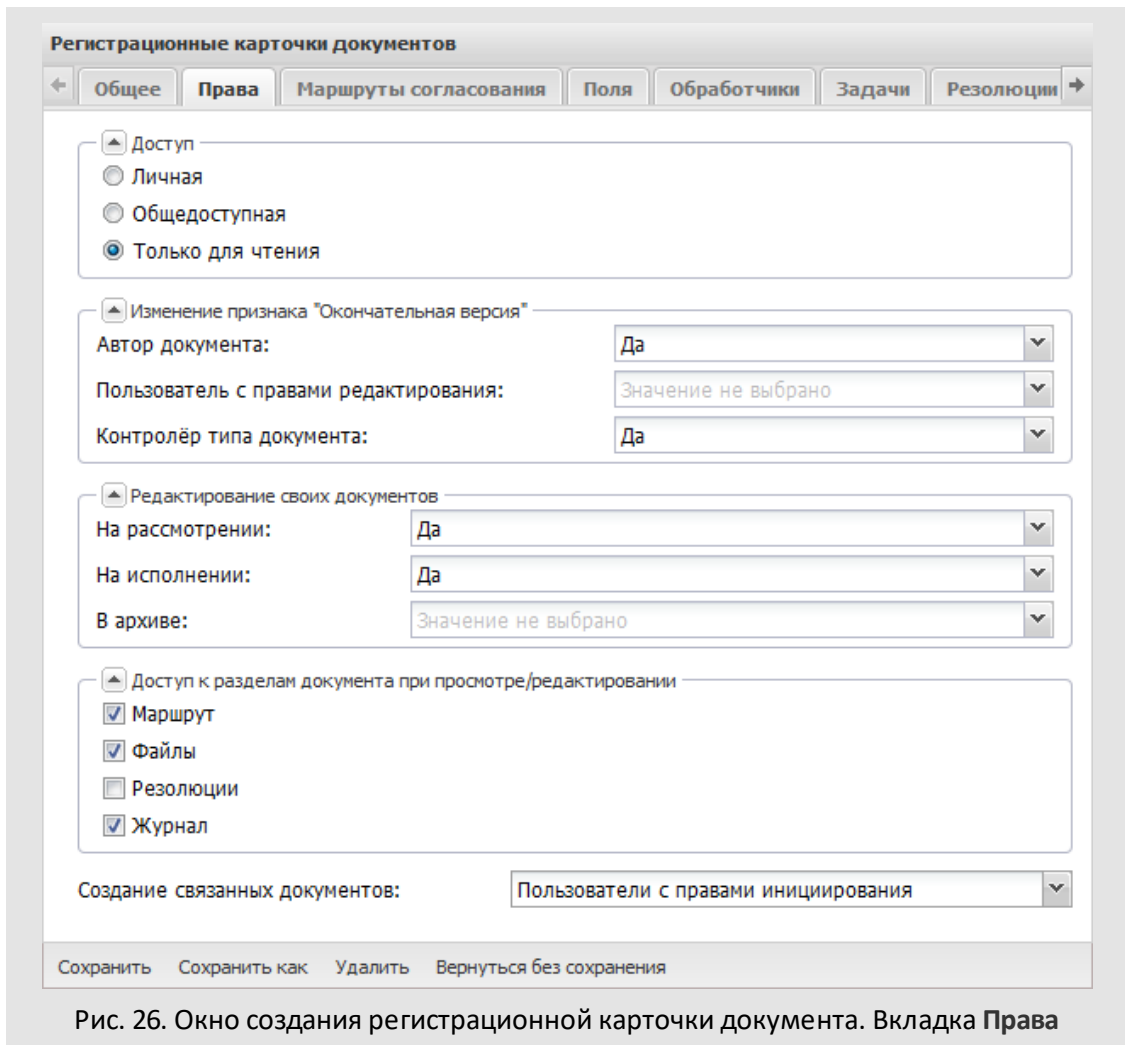 Регистрационные карточки документов
Общее Права Маршруты согласования Поля Обработчики Задачи Резолюции
Доступ
Личная
Общедоступная
Только для чтения
Изменение признака "Окончательная версия"
Автор документа: Да
Пользователь с правами редактирования: Значение не выбрано
Контролёр типа документа: Да
Редактирование своих документов
На рассмотрении: Да
На исполнении: Да
В архиве: Значение не выбрано
Доступ к разделам документа при просмотре/редактировании
Маршрут
Файлы
Резолюции
Журнал
Создание связанных документов: Пользователи с правами инициирования
Сохранить Сохранить как Удалить Вернуться без сохранения
Рис. 26. Окно создания регистрационной карточки документа. Вкладка Права